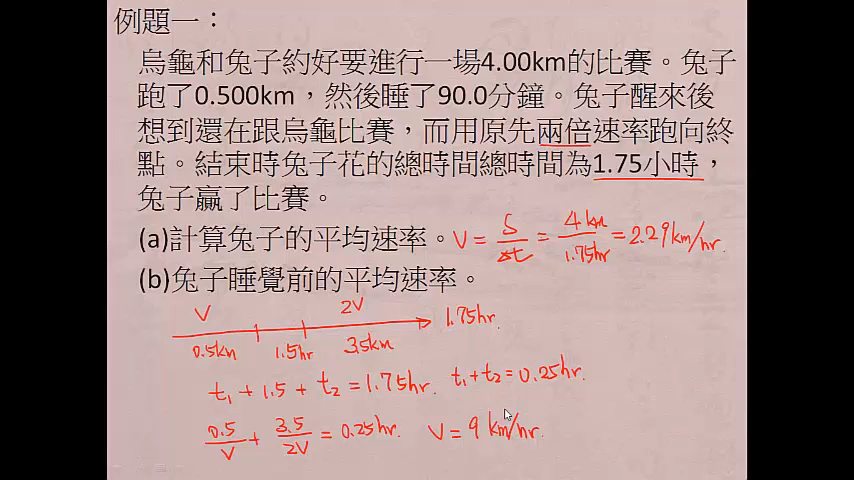 例題一：
烏龜和兔子約好要進行一場4.00km的比賽。兔子
跑了0.500km，然後睡了90.0分鐘。兔子醒來後
想到還在跟烏龜比賽，而用原先兩倍速率跑向終
點。結束時兔子花的總時間總時間為1.75小時，
兔子贏了比賽。
(a)計算兔子的平均速率。 V = S/Δt = 4km/1.75hr = 2.29km/hr.
(b)兔子睡覺前的平均速率。
V 2V
1.75hr.
0.5km 1.5hr 3.5km
t₁ + 1.5 + t₂ = 1.75hr. t₁+t₂ = 0.25hr.
0.5/V + 3.5/2V = 0.25hr. V = 9 km/hr.